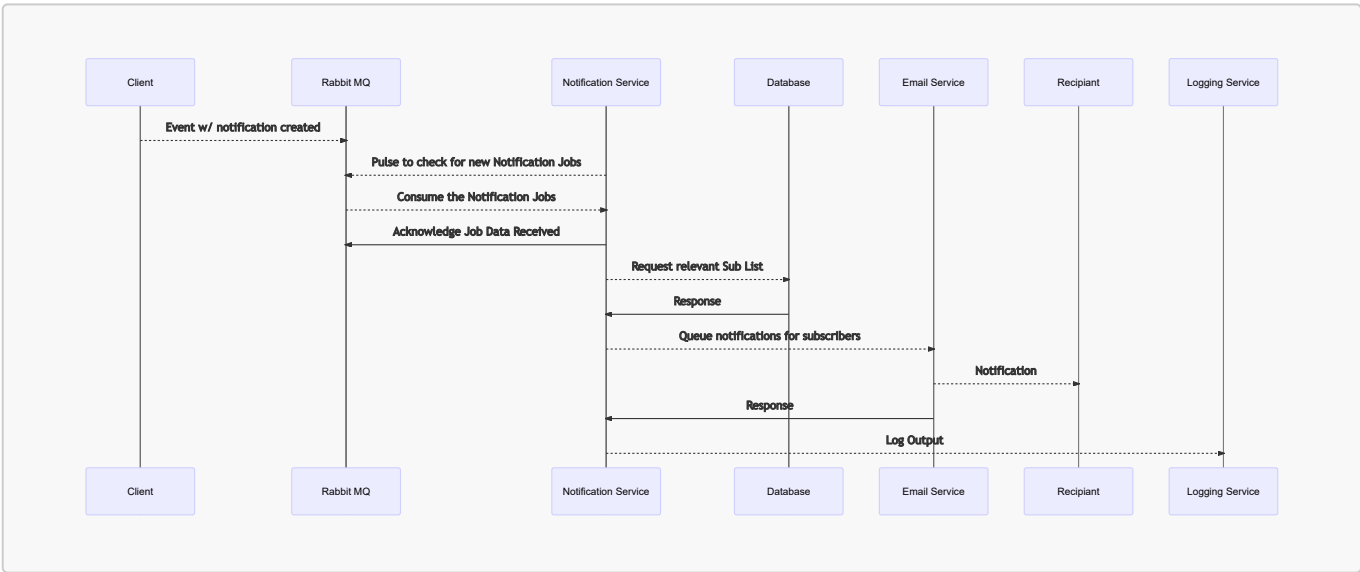 Client
Rabbit MQ
Notification Service
Database
Email Service
Recipiant
Logging Service
Event w/ notification created
Pulse to check for new Notification Jobs
Consume the Notification Jobs
Acknowledge Job Data Received
Request relevant Sub List
Response
Queue notifications for subscribers
Notification
Response
Log Output
Client
Rabbit MQ
Notification Service
Database
Email Service
Recipiant
Logging Service